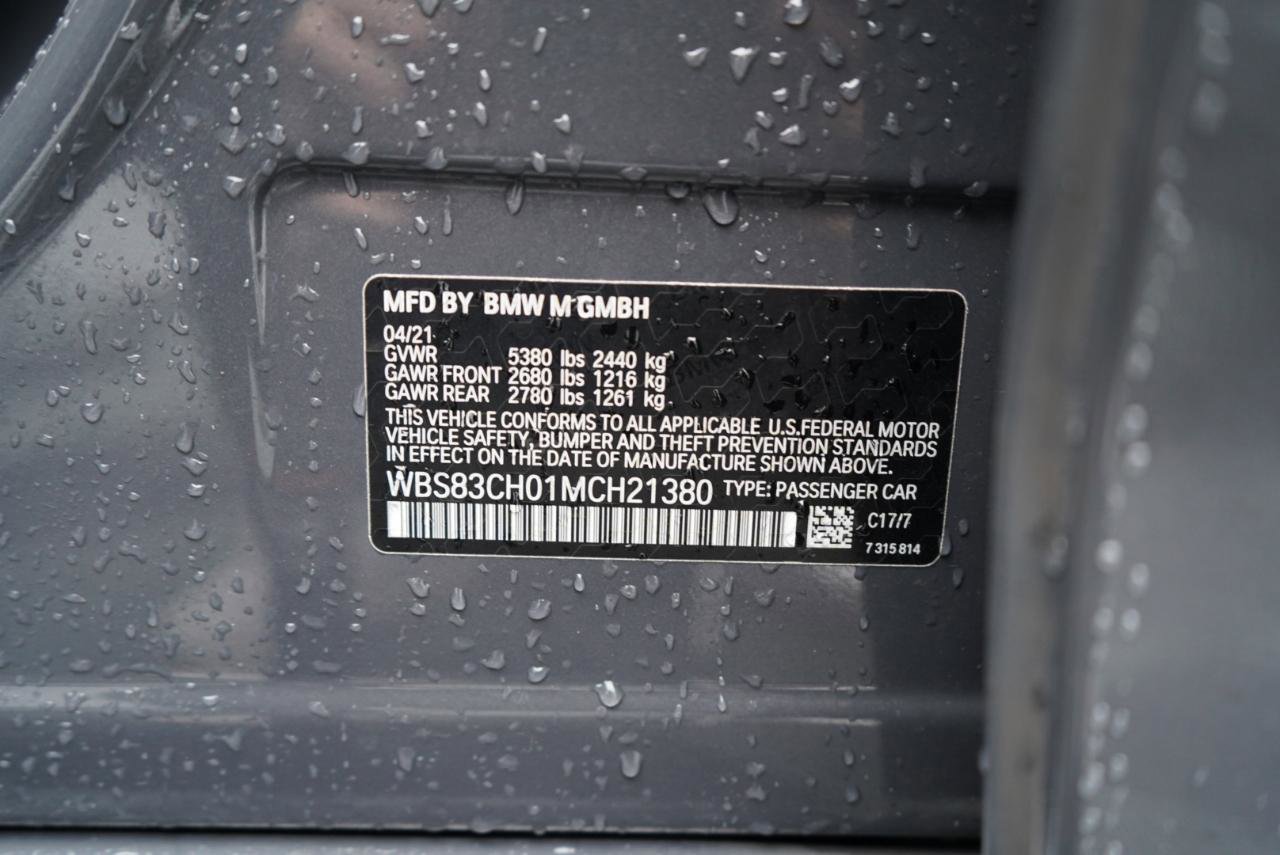 MFD BY BMW M GMBH
04/21
GVWR 5380 lbs 2440 kg
GAWR FRONT 2680 lbs 1216 kg
GAWR REAR 2780 lbs 1261 kg
THIS VEHICLE CONFORMS TO ALL APPLICABLE U.S.FEDERAL MOTOR
VEHICLE SAFETY, BUMPER AND THEFT PREVENTION STANDARDS
IN EFFECT ON THE DATE OF MANUFACTURE SHOWN ABOVE.
WBS83CH01MCH21380 TYPE: PASSENGER CAR
C17/7
7 315 814